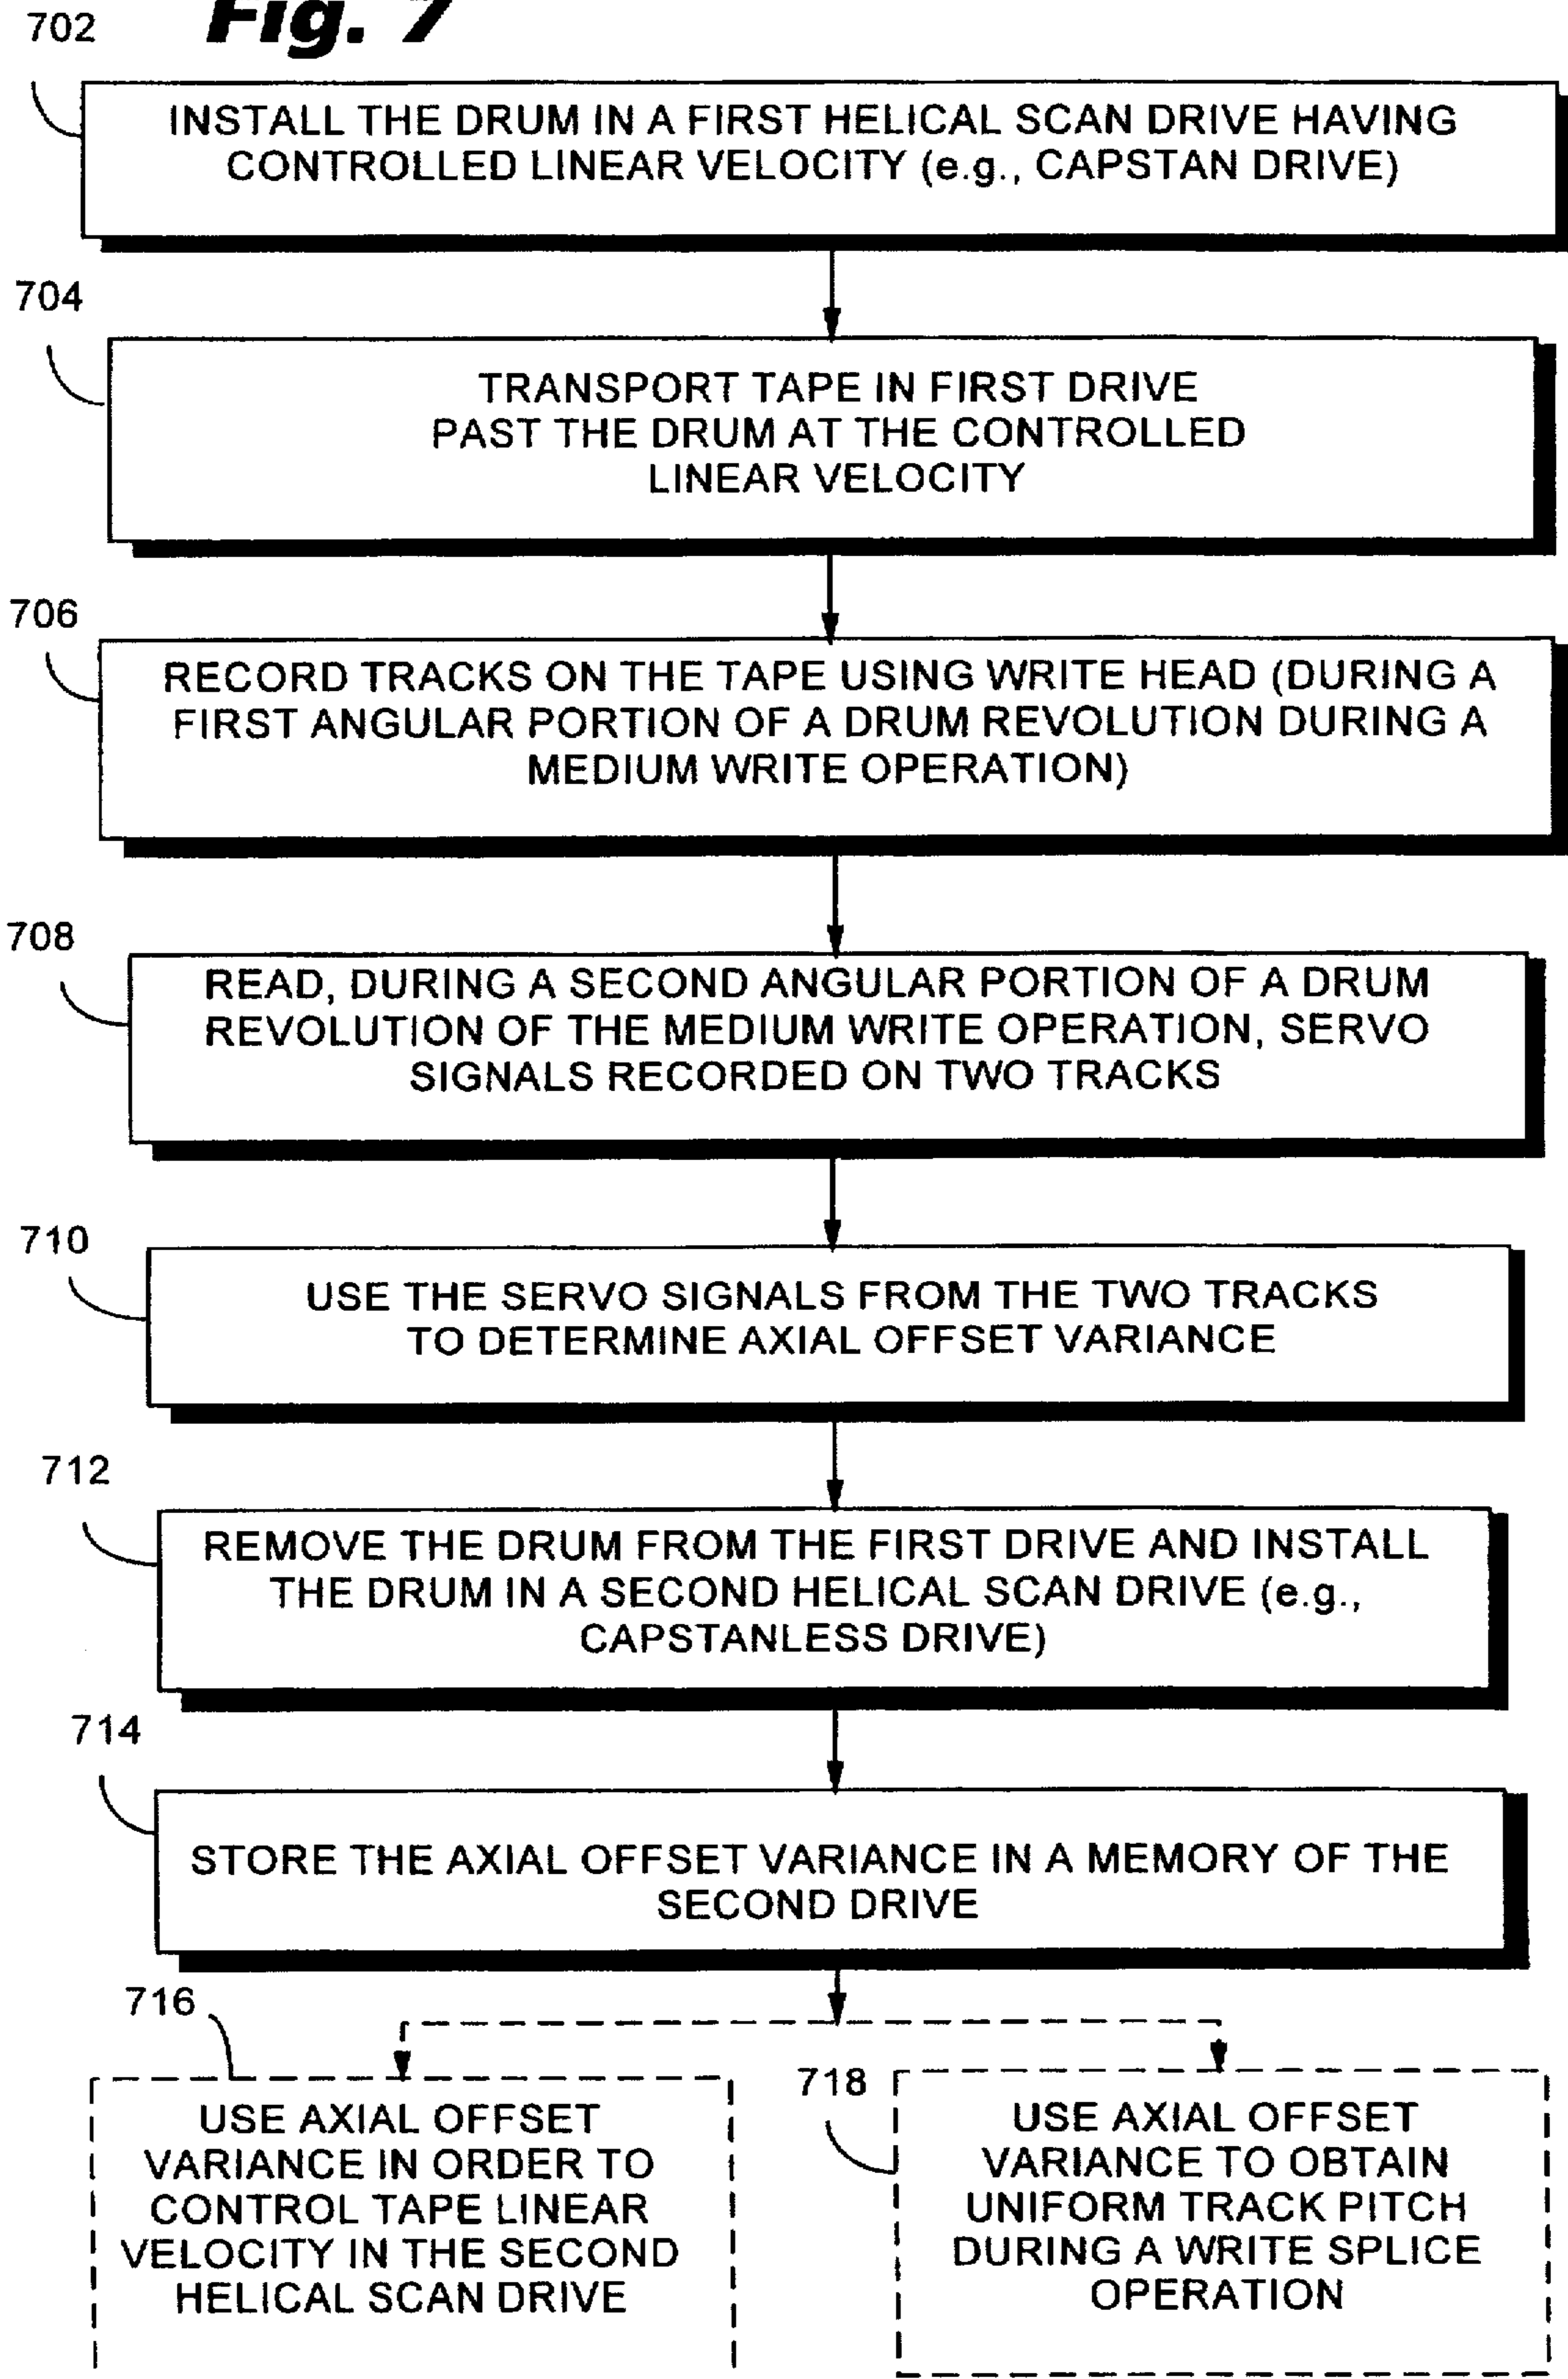 Fig. 7
702
INSTALL THE DRUM IN A FIRST HELICAL SCAN DRIVE HAVING
CONTROLLED LINEAR VELOCITY (e.g., CAPSTAN DRIVE)
704
TRANSPORT TAPE IN FIRST DRIVE
PAST THE DRUM AT THE CONTROLLED
LINEAR VELOCITY
706
RECORD TRACKS ON THE TAPE USING WRITE HEAD (DURING A
FIRST ANGULAR PORTION OF A DRUM REVOLUTION DURING A
MEDIUM WRITE OPERATION)
708
READ, DURING A SECOND ANGULAR PORTION OF A DRUM
REVOLUTION OF THE MEDIUM WRITE OPERATION, SERVO
SIGNALS RECORDED ON TWO TRACKS
710
USE THE SERVO SIGNALS FROM THE TWO TRACKS
TO DETERMINE AXIAL OFFSET VARIANCE
712
REMOVE THE DRUM FROM THE FIRST DRIVE AND INSTALL
THE DRUM IN A SECOND HELICAL SCAN DRIVE (e.g.,
CAPSTANLESS DRIVE)
714
STORE THE AXIAL OFFSET VARIANCE IN A MEMORY OF THE
SECOND DRIVE
716
USE AXIAL OFFSET
VARIANCE IN ORDER TO
CONTROL TAPE LINEAR
VELOCITY IN THE SECOND
HELICAL SCAN DRIVE
718
USE AXIAL OFFSET
VARIANCE TO OBTAIN
UNIFORM TRACK PITCH
DURING A WRITE SPLICE
OPERATION